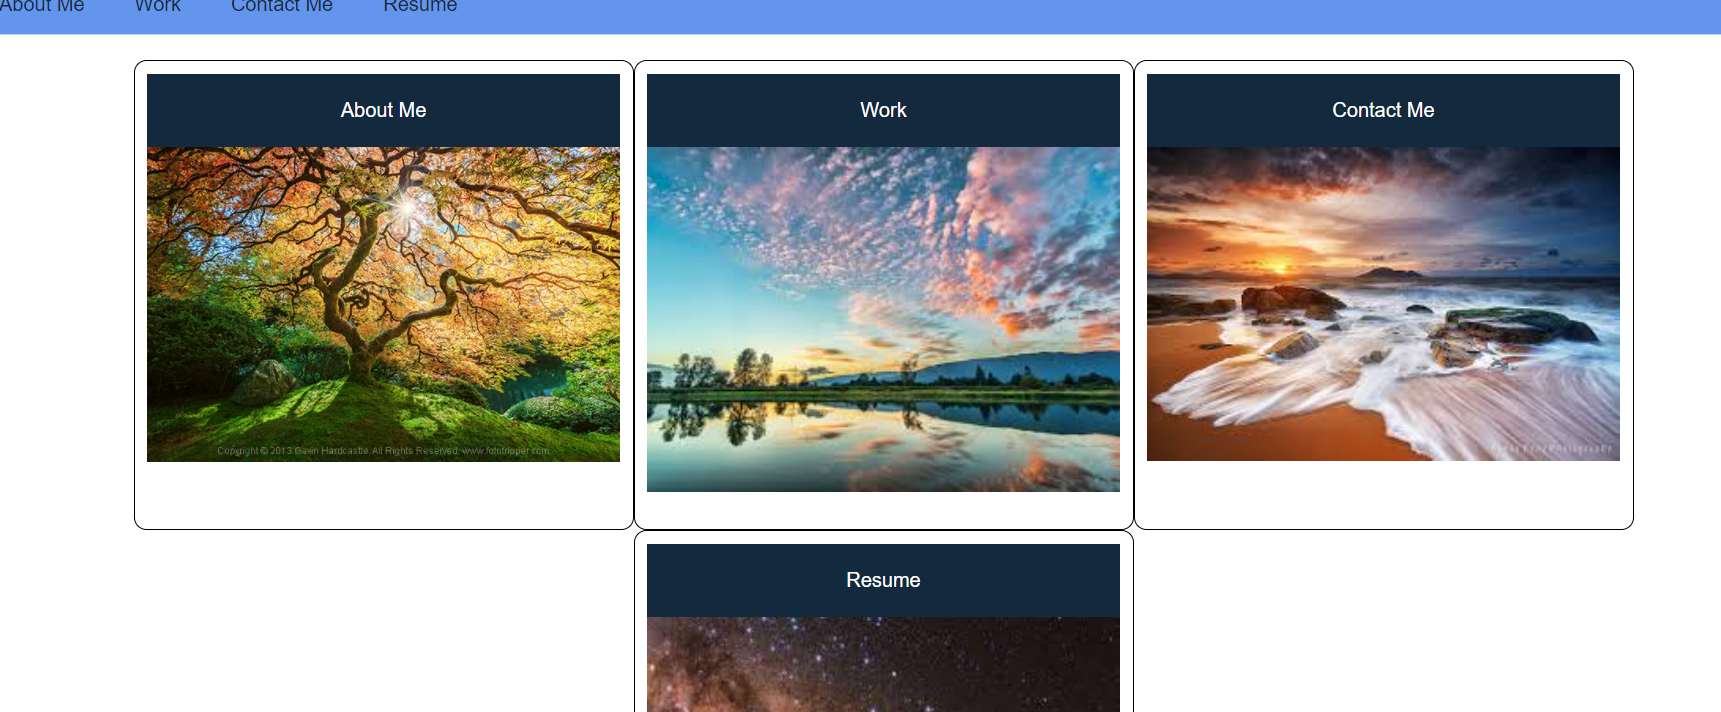 About Me Work Contact Me Resume
About Me Work Contact Me
Copyright © 2013 Gavin Hardcastle. All Rights Reserved. www.fototripper.com
Resume